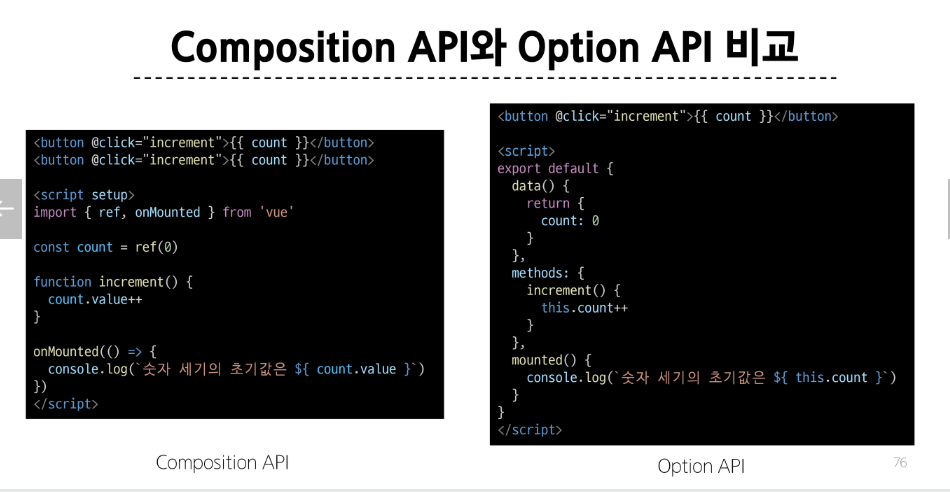 Composition API와 Option API 비교
<button @click="increment">{{ count }}</button>
<button @click="increment">{{ count }}</button>
<script setup>
import { ref, onMounted } from 'vue'
const count = ref(0)
function increment() {
  count.value++
}
onMounted(() => {
  console.log(`숫자 세기의 초기값은 ${ count.value }`)
})
</script>
Composition API
<button @click="increment">{{ count }}</button>
<script>
export default {
  data() {
    return {
      count: 0
    }
  },
  methods: {
    increment() {
      this.count++
    }
  },
  mounted() {
    console.log(`숫자 세기의 초기값은 ${ this.count }`)
  }
}
</script>
Option API
76